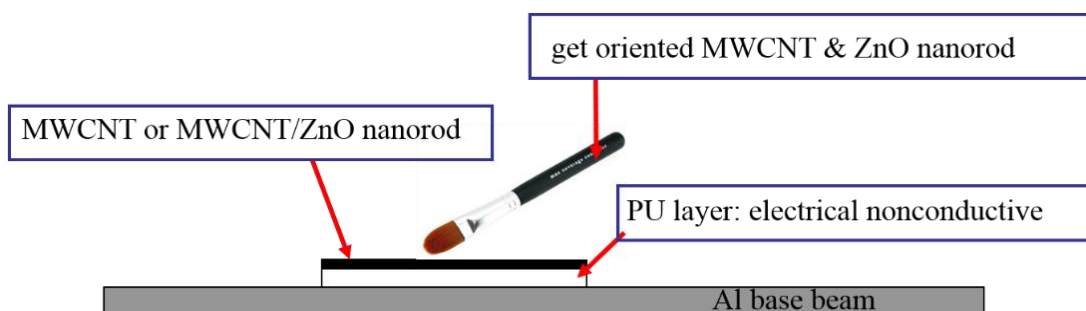 get oriented MWCNT & ZnO nanorod
MWCNT or MWCNT/ZnO nanorod
PU layer: electrical nonconductive
Al base beam